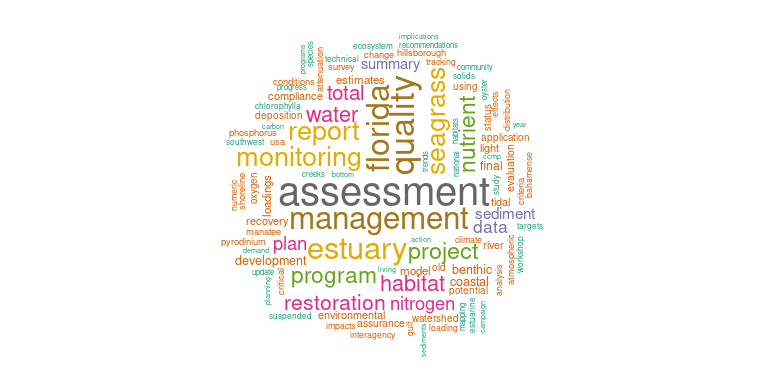 implications
recommendations
ecosystem
programs
species
technical
change
hillsborough
survey
attenuation
summary
tracking
community
conditions
progress
estimates
solids
using
oyster
effects
compliance
total
florida
quality
seagrass
chlorophylla
deposition
water
nutrient
status
distribution
carbon
phosphorus
report
habitats
year
southwest
usa
application
monitoring
trends
national
light
ccmp
final
evaluation
creeks
bottom
numeric
shoreline
oxygen
loadings
assessment
study
criteria
bahamense
tidal
recovery
management
sediment
manatee
data
targets
pyrodinium
demand
plan
estuary
action
project
climate
river
atmospheric
workshop
development
update
critical
program
living
model
old
benthic
coastal
analysis
planning
habitat
potential
restoration
nitrogen
suspended
environmental
impacts
assurance
gulf
watershed
loading
mapping
estuarine
campaign
interagency
sediments